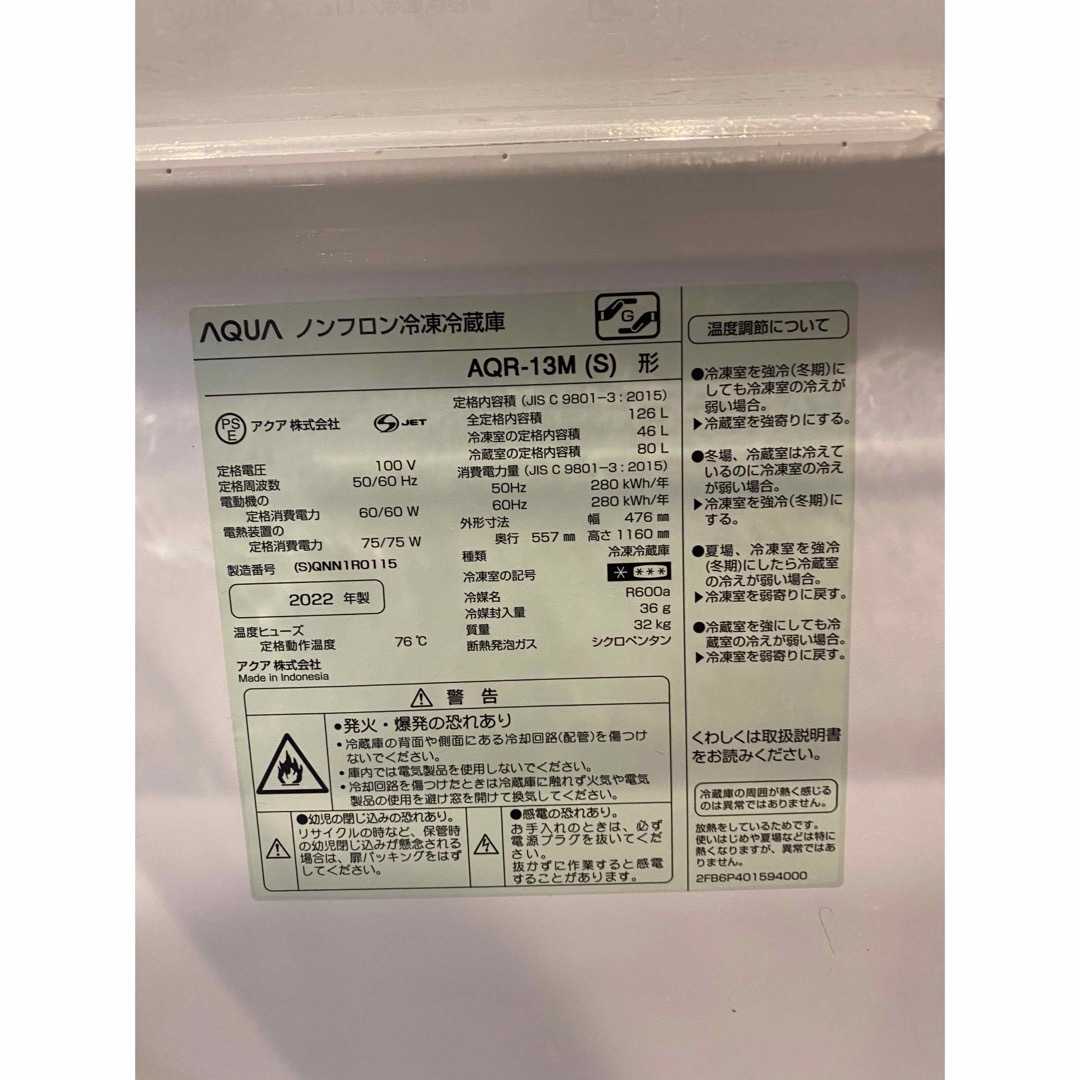 AQUA ノンフロン冷凍冷蔵庫
G
AQR-13M (S) 形
PS
E
アクア 株式会社
S JET
定格電圧 100 V
定格周波数 50/60 Hz
電動機の
定格消費電力 60/60 W
電熱装置の
定格消費電力 75/75 W
製造番号 (S)QNN1R0115
2022 年製
温度ヒューズ
定格動作温度 76 ℃
アクア 株式会社
Made in Indonesia
定格内容積 (JIS C 9801-3 : 2015)
全定格内容積 126 L
冷凍室の定格内容積 46 L
冷蔵室の定格内容積 80 L
消費電力量 (JIS C 9801-3 : 2015)
50Hz 280 kWh/年
60Hz 280 kWh/年
外形寸法 幅 476 ㎜
奥行 557 ㎜ 高さ 1160 ㎜
種類 冷凍冷蔵庫
冷凍室の記号 * ***
冷媒名 R600a
冷媒封入量 36 g
質量 32 kg
断熱発泡ガス シクロペンタン
⚠ 警 告
●発火・爆発の恐れあり
・冷蔵庫の背面や側面にある冷却回路(配管)を傷つけ
ないでください。
・庫内では電気製品を使用しないでください。
・冷却回路を傷つけたときは冷蔵庫に触れず火気や電気
製品の使用を避け窓を開けて換気してください。
●幼児の閉じ込みの恐れあり。
リサイクルの時など、保管時
の幼児閉じ込みが懸念される
場合は、扉パッキングをはず
してください。
●感電の恐れあり。
お手入れのときは、必ず
電源プラグを抜いてくだ
さい。
抜かずに作業すると感電
することがあります。
温度調節について
●冷凍室を強冷(冬期)に
しても冷凍室の冷えが
弱い場合。
▶冷蔵室を強寄りにする。
●冬場、冷蔵室は冷えて
いるのに冷凍室の冷え
が弱い場合。
▶冷凍室を強冷(冬期)に
する。
●夏場、冷凍室を強冷
(冬期)にしたら冷蔵室
の冷えが弱い場合。
▶冷凍室を弱寄りに戻す。
●冷蔵室を強にしても冷
蔵室の冷えが弱い場合。
▶冷凍室を弱寄りに戻す。
くわしくは取扱説明書
をお読みください。
冷蔵庫の周囲が熱く感じる
のは異常ではありません。
放熱をしているためです。
使いはじめや夏場などは特に
熱くなりますが、異常ではあ
りません。
2FB6P401594000